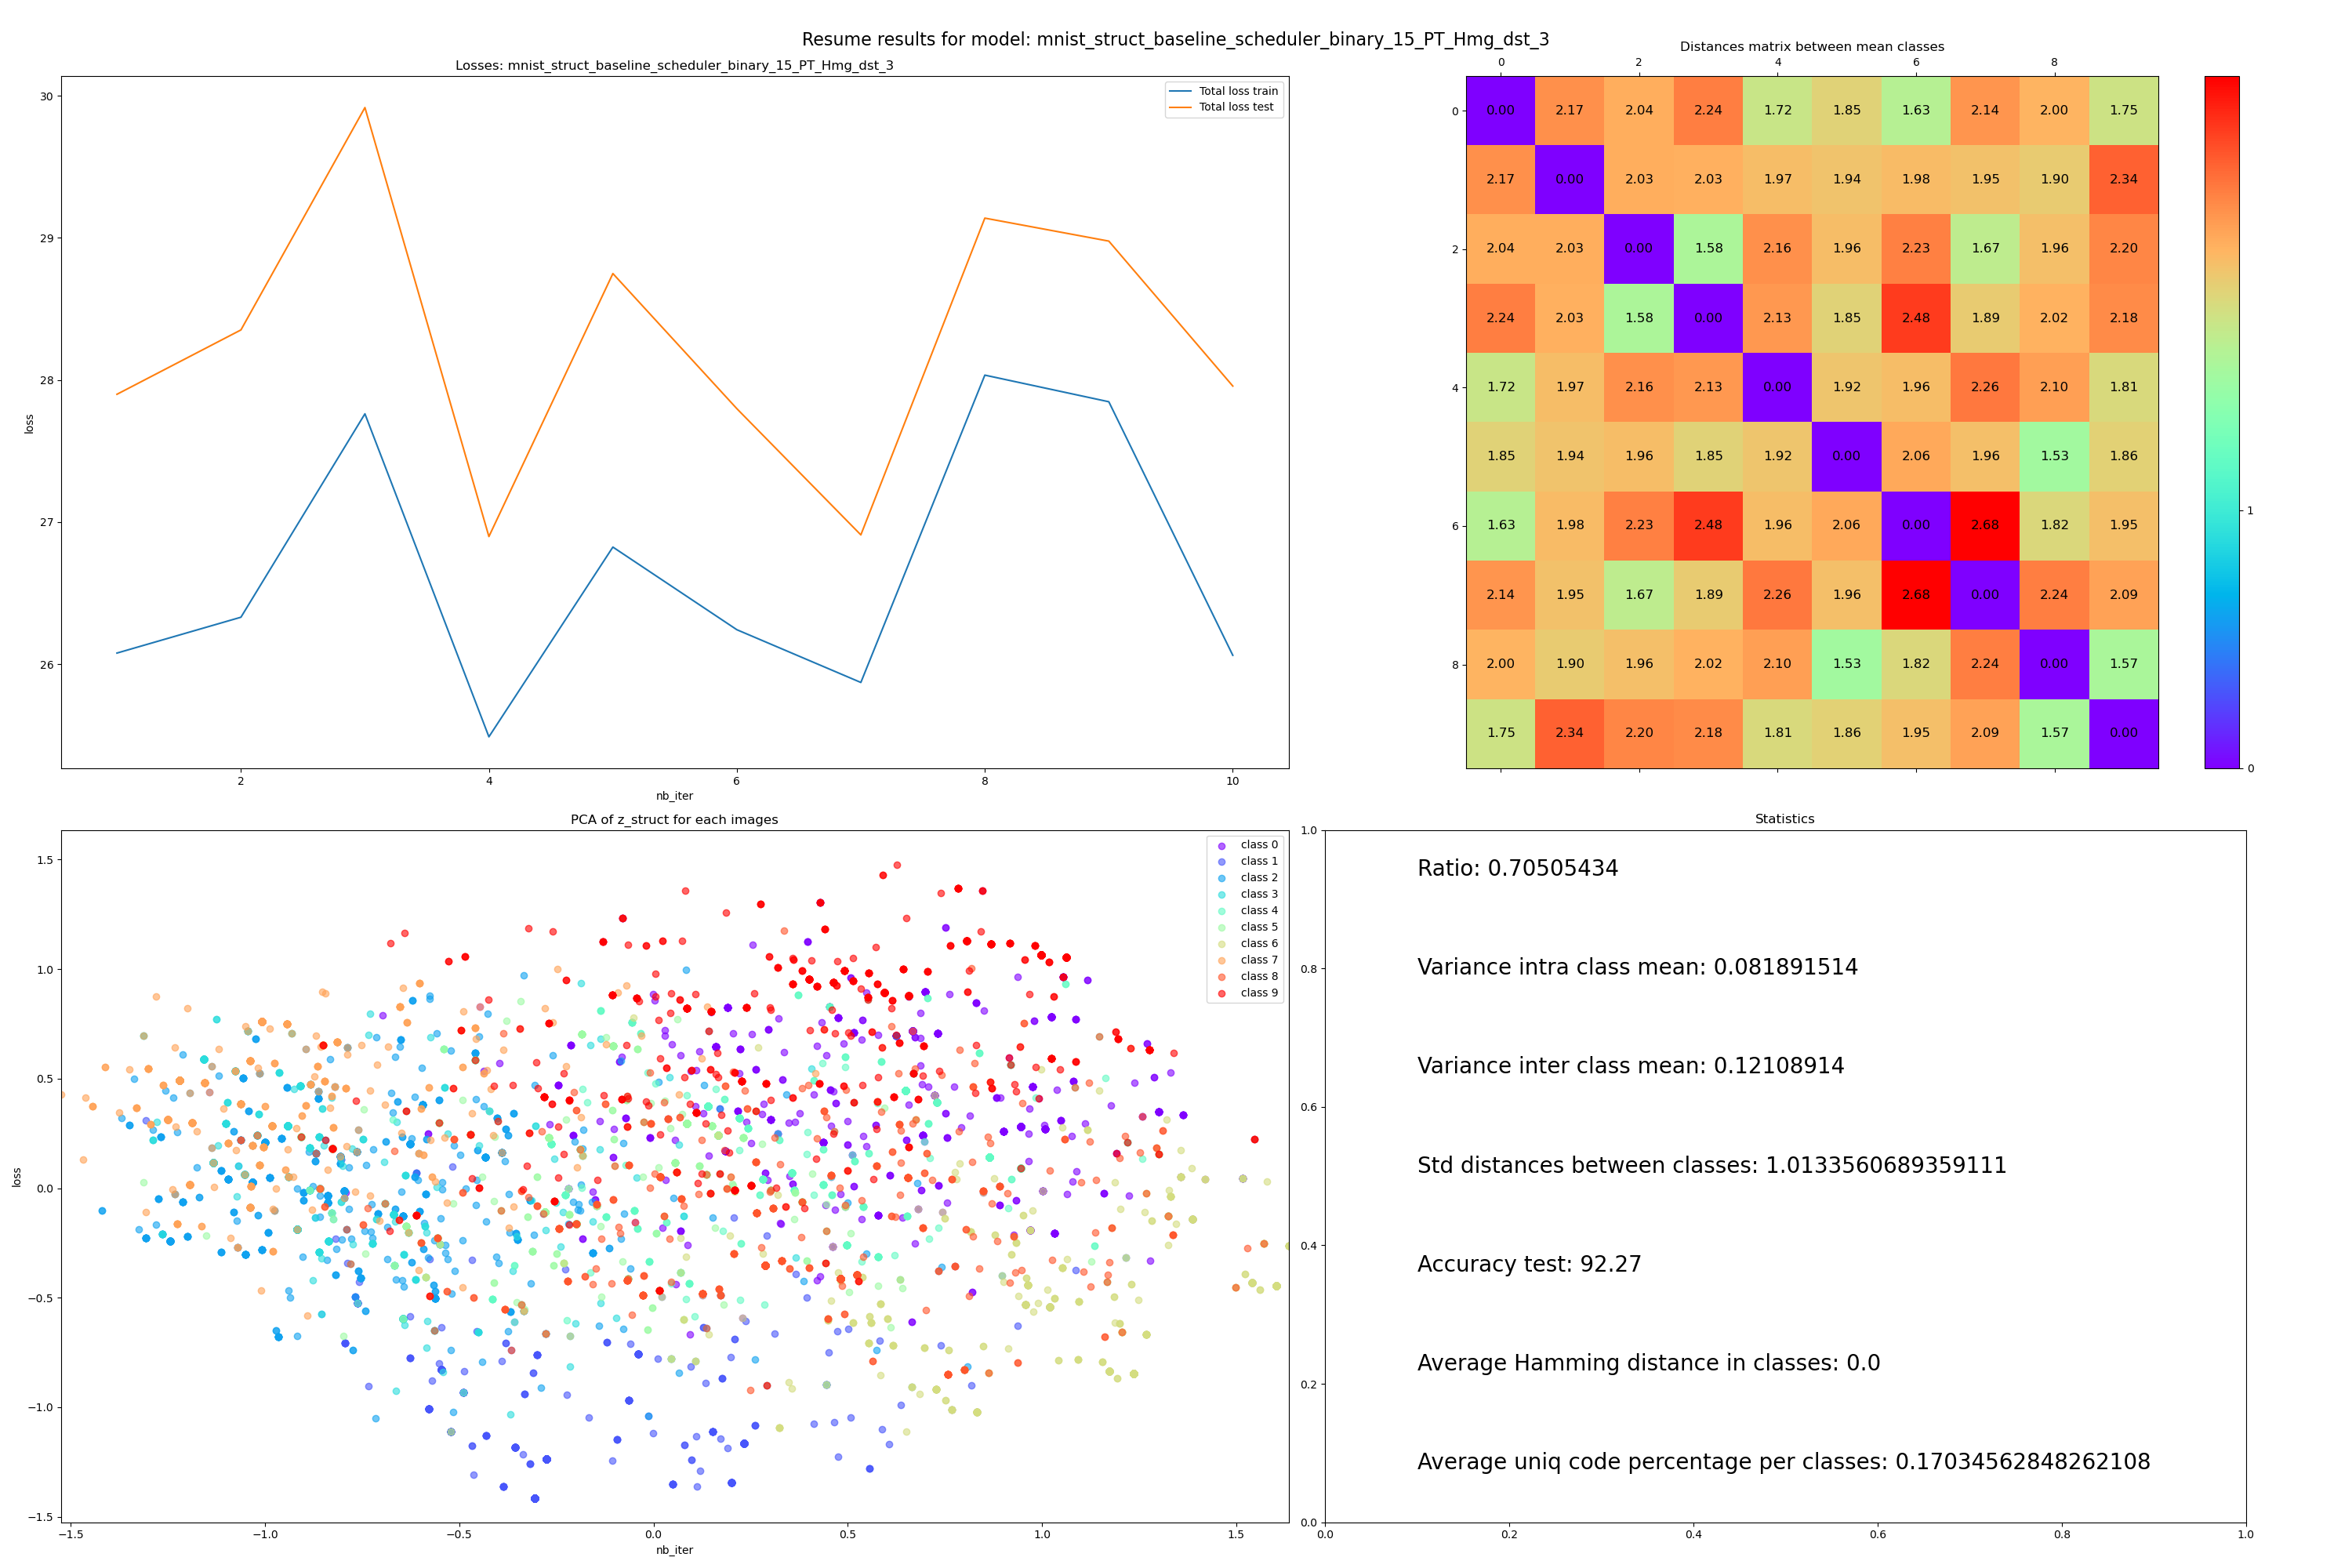 Resume results for model: mnist_struct_baseline_scheduler_binary_15_PT_Hmg_dst_3
Losses: mnist_struct_baseline_scheduler_binary_15_PT_Hmg_dst_3
30
29
28
27
26
loss
2 4 6 8 10
nb_iter
Total loss train
Total loss test
Distances matrix between mean classes
0 2 4 6 8
0 0.00 2.17 2.04 2.24 1.72 1.85 1.63 2.14 2.00 1.75
2.17 0.00 2.03 2.03 1.97 1.94 1.98 1.95 1.90 2.34
2 2.04 2.03 0.00 1.58 2.16 1.96 2.23 1.67 1.96 2.20
2.24 2.03 1.58 0.00 2.13 1.85 2.48 1.89 2.02 2.18
4 1.72 1.97 2.16 2.13 0.00 1.92 1.96 2.26 2.10 1.81
1.85 1.94 1.96 1.85 1.92 0.00 2.06 1.96 1.53 1.86
6 1.63 1.98 2.23 2.48 1.96 2.06 0.00 2.68 1.82 1.95
2.14 1.95 1.67 1.89 2.26 1.96 2.68 0.00 2.24 2.09
8 2.00 1.90 1.96 2.02 2.10 1.53 1.82 2.24 0.00 1.57
1.75 2.34 2.20 2.18 1.81 1.86 1.95 2.09 1.57 0.00
1
0
PCA of z_struct for each images
1.5
1.0
0.5
0.0
−0.5
−1.0
−1.5
loss
−1.5 −1.0 −0.5 0.0 0.5 1.0 1.5
nb_iter
class 0
class 1
class 2
class 3
class 4
class 5
class 6
class 7
class 8
class 9
Statistics
1.0
0.8
0.6
0.4
0.2
0.0
0.0 0.2 0.4 0.6 0.8 1.0
Ratio: 0.70505434
Variance intra class mean: 0.081891514
Variance inter class mean: 0.12108914
Std distances between classes: 1.0133560689359111
Accuracy test: 92.27
Average Hamming distance in classes: 0.0
Average uniq code percentage per classes: 0.17034562848262108